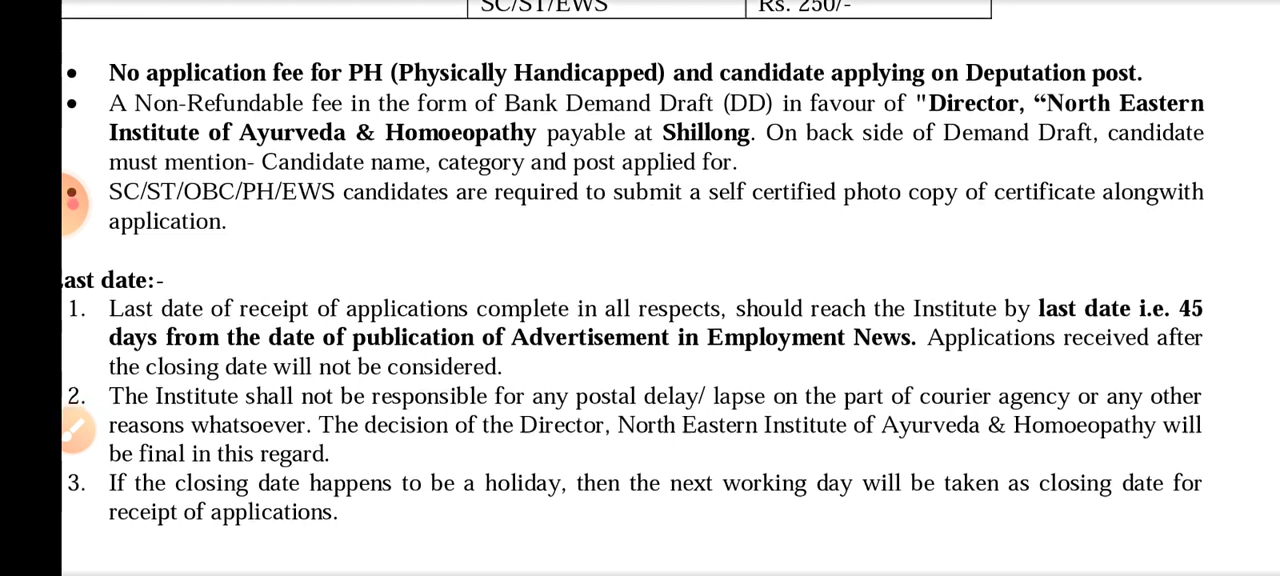 SC/ST/EWS Rs. 250/-
• No application fee for PH (Physically Handicapped) and candidate applying on Deputation post.
• A Non-Refundable fee in the form of Bank Demand Draft (DD) in favour of "Director, “North Eastern
Institute of Ayurveda & Homoeopathy payable at Shillong. On back side of Demand Draft, candidate
must mention- Candidate name, category and post applied for.
• SC/ST/OBC/PH/EWS candidates are required to submit a self certified photo copy of certificate alongwith
application.
ast date:-
1. Last date of receipt of applications complete in all respects, should reach the Institute by last date i.e. 45
days from the date of publication of Advertisement in Employment News. Applications received after
the closing date will not be considered.
2. The Institute shall not be responsible for any postal delay/ lapse on the part of courier agency or any other
reasons whatsoever. The decision of the Director, North Eastern Institute of Ayurveda & Homoeopathy will
be final in this regard.
3. If the closing date happens to be a holiday, then the next working day will be taken as closing date for
receipt of applications.